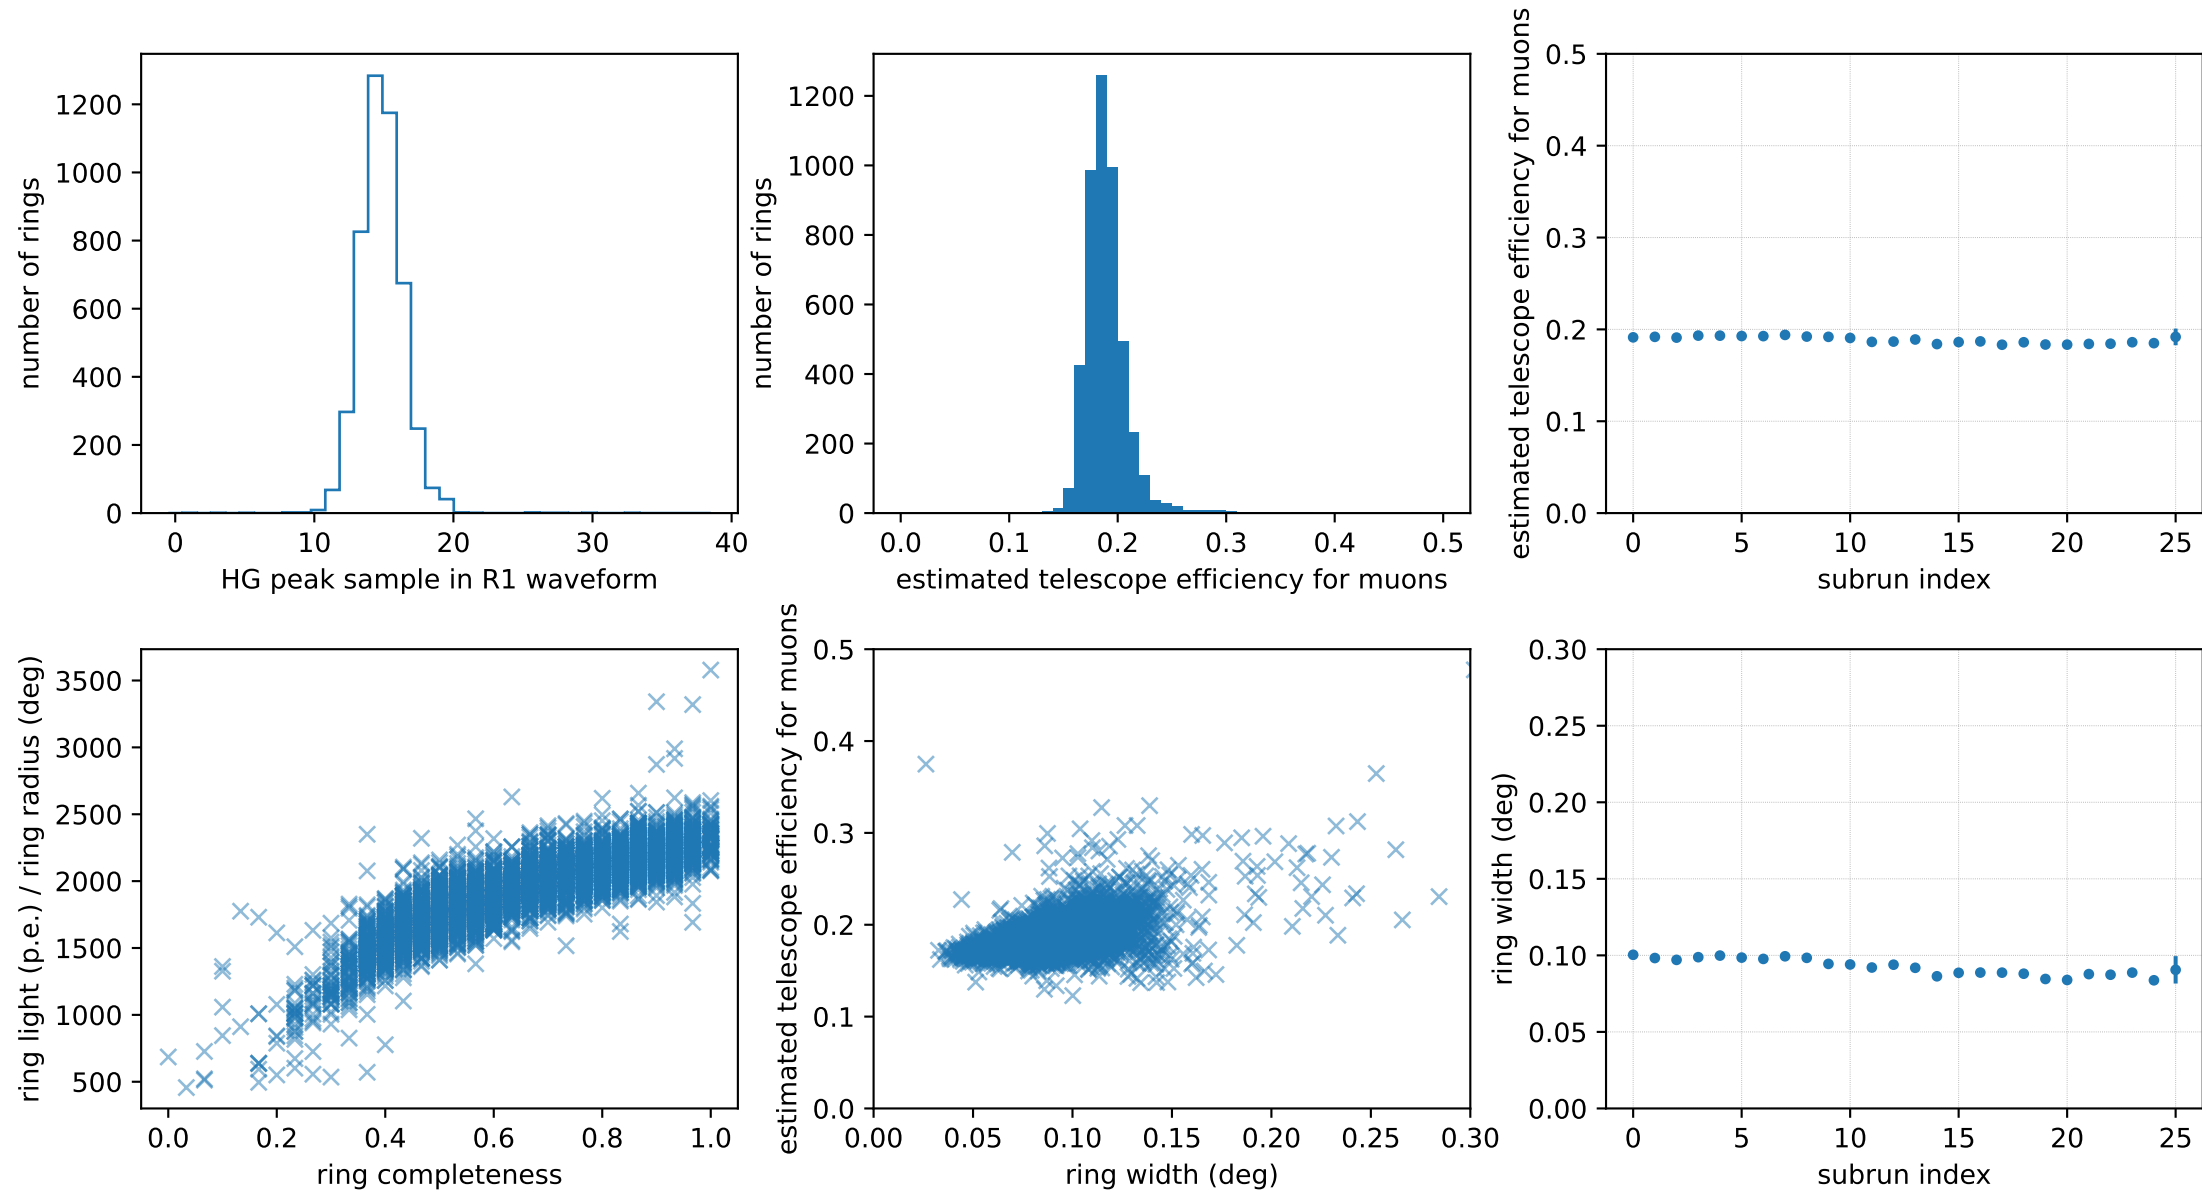 number of rings
1200
1000
800
600
400
200
0
0 10 20 30 40
HG peak sample in R1 waveform
number of rings
1200
1000
800
600
400
200
0
0.0 0.1 0.2 0.3 0.4 0.5
estimated telescope efficiency for muons
estimated telescope efficiency for muons
0.5
0.4
0.3
0.2
0.1
0.0
0 5 10 15 20 25
subrun index
ring light (p.e.) / ring radius (deg)
3500
3000
2500
2000
1500
1000
500
0.0 0.2 0.4 0.6 0.8 1.0
ring completeness
estimated telescope efficiency for muons
0.5
0.4
0.3
0.2
0.1
0.0
0.00 0.05 0.10 0.15 0.20 0.25 0.30
ring width (deg)
ring width (deg)
0.30
0.25
0.20
0.15
0.10
0.05
0.00
0 5 10 15 20 25
subrun index